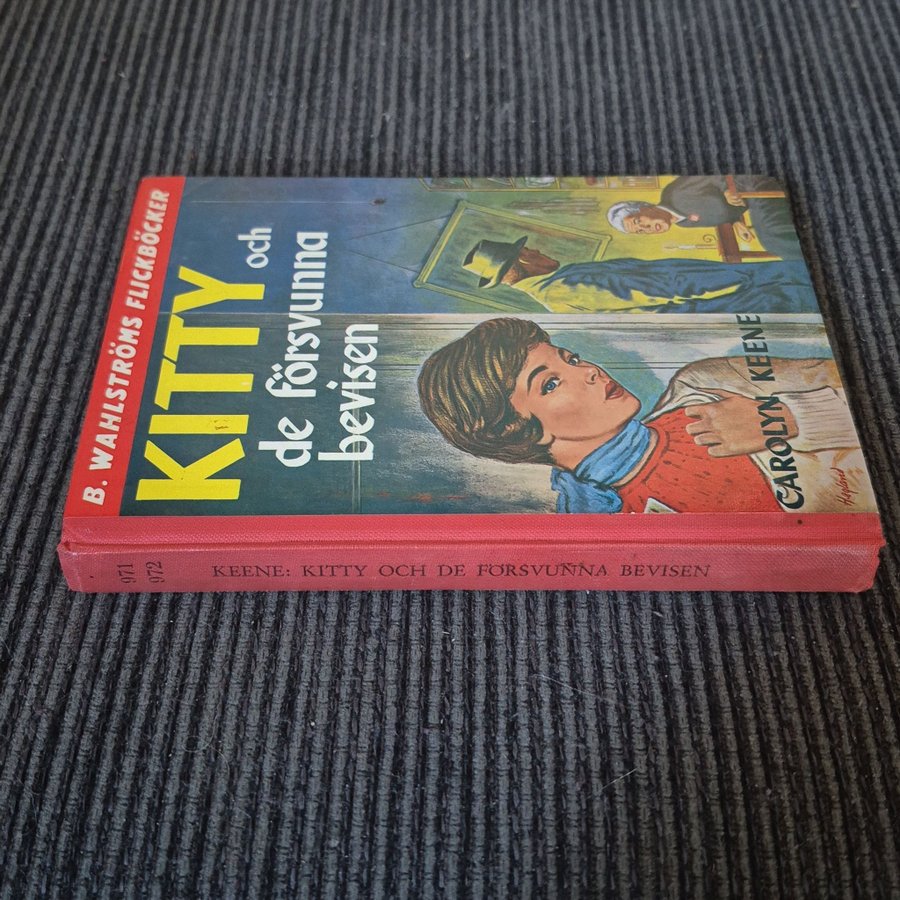 B. WAHLSTRÖMS FLICKBÖCKER
KITTY och
de försvunna
bevisen
CAROLYN KEENE
971
972
KEENE: KITTY OCH DE FÖRSVUNNA BEVISEN